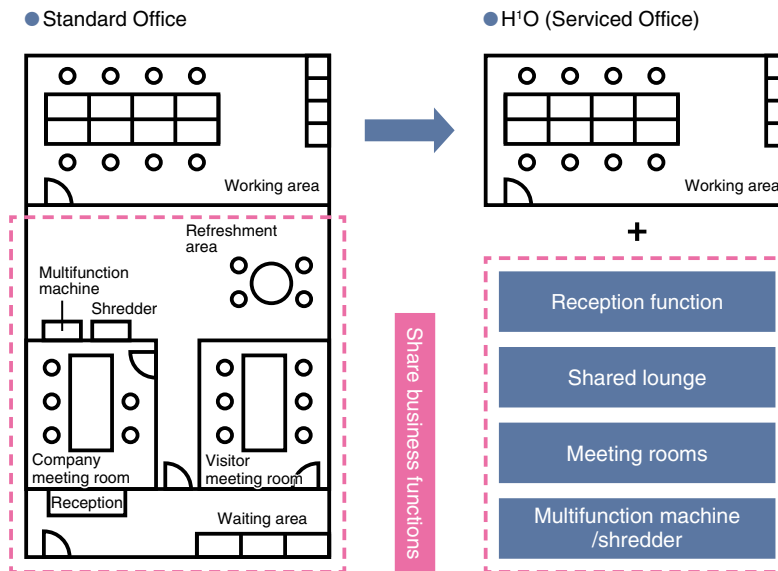 Standard Office
H¹O (Serviced Office)
Working area
Working area
Refreshment
area
Multifunction
machine
Shredder
Company
meeting room
Visitor
meeting room
Reception
Waiting area
Share business functions
+
Reception function
Shared lounge
Meeting rooms
Multifunction machine
/shredder